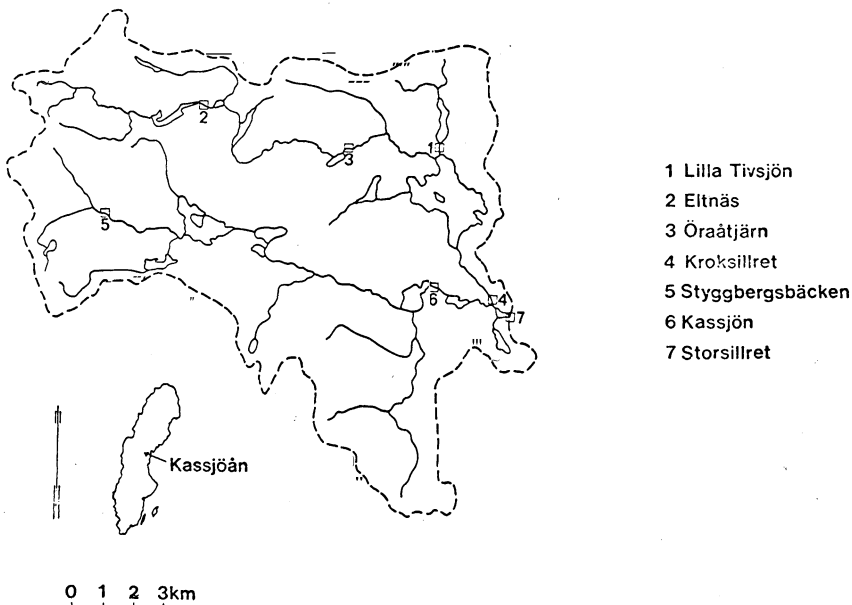 2
1
3
5
6
4
7
1 Lilla Tivsjön
2 Eltnäs
3 Öraåtjärn
4 Kroksillret
5 Styggbergsbäcken
6 Kassjön
7 Storsillret
Kassjöån
0 1 2 3km